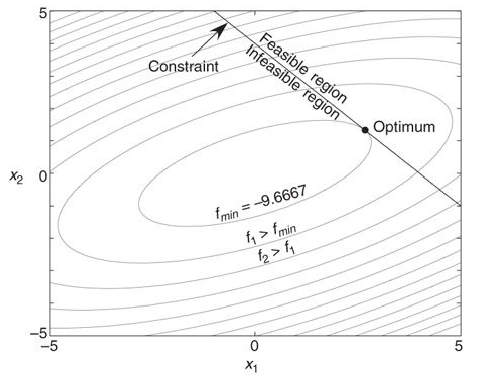 5
Constraint
Feasible region
Infeasible region
Optimum
x2
0
fmin = –9.6667
f1 > fmin
f2 > f1
–5
–5
0
5
x1